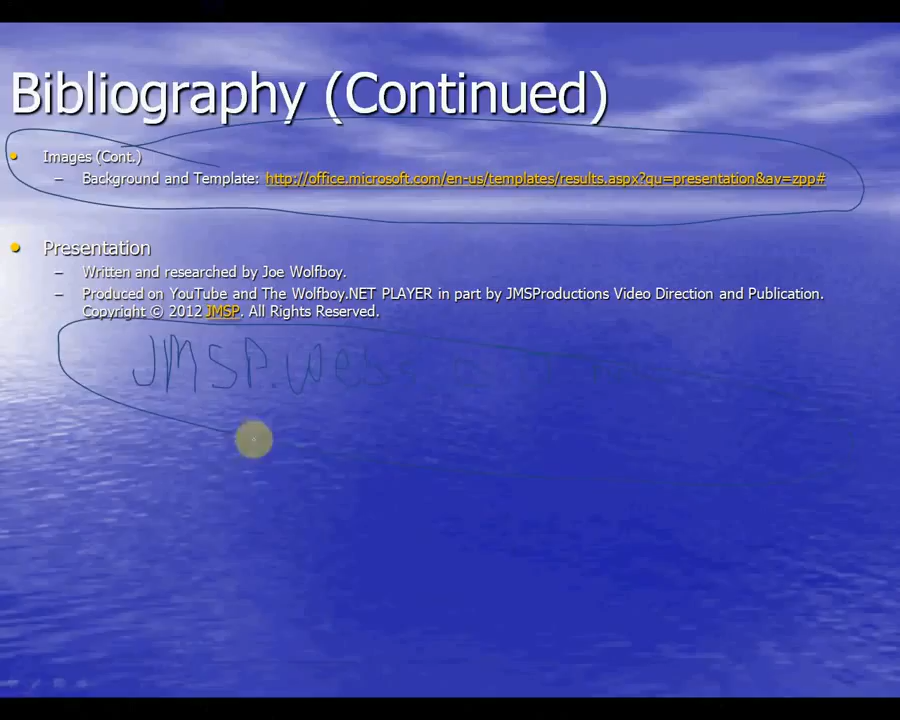 Bibliography (Continued)
Images (Cont.)
– Background and Template: http://office.microsoft.com/en-us/templates/results.aspx?qu=presentation&av=zpp#
Presentation
– Written and researched by Joe Wolfboy.
– Produced on YouTube and The Wolfboy.NET PLAYER in part by JMSProductions Video Direction and Publication.
Copyright © 2012 JMSP. All Rights Reserved.
JMSP.webs.